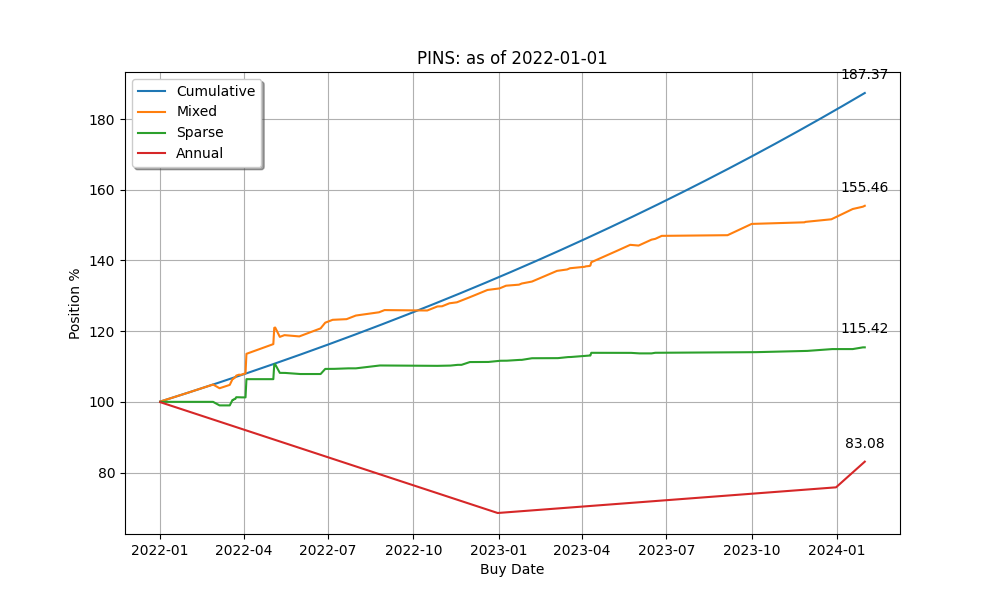 PINS: as of 2022-01-01
187.37
Cumulative
Mixed
Sparse
Annual
180
160
155.46
140
120
115.42
100
83.08
80
Position %
2022-01 2022-04 2022-07 2022-10 2023-01 2023-04 2023-07 2023-10 2024-01
Buy Date